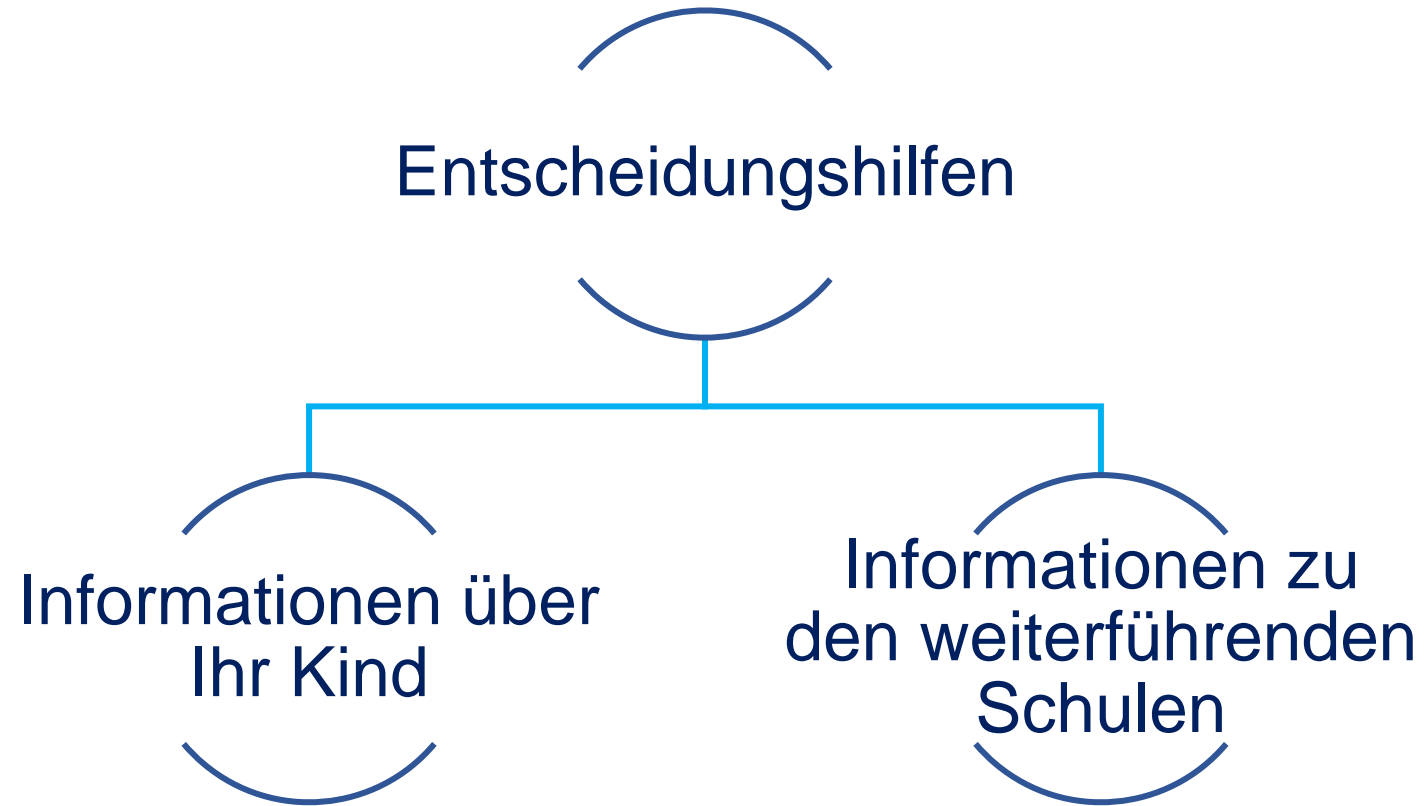 Entscheidungshilfen
Informationen über
Ihr Kind
Informationen zu
den weiterführenden
Schulen